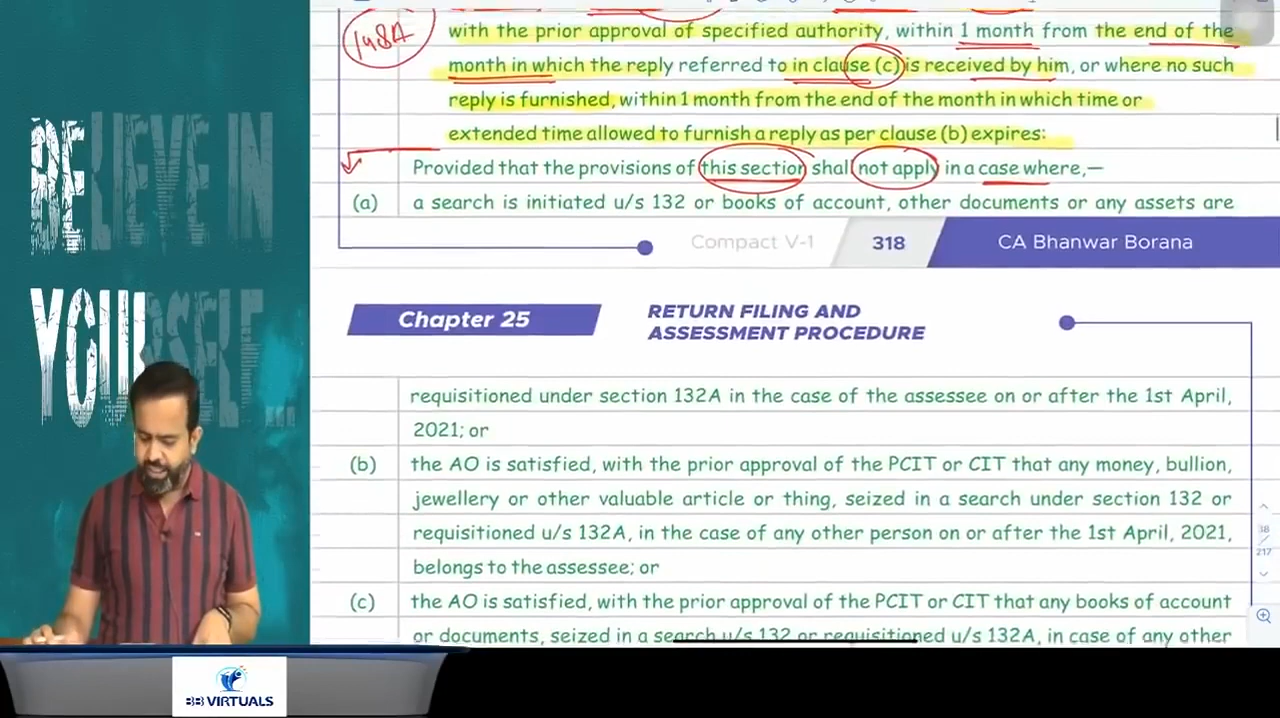 148A
with the prior approval of specified authority, within 1 month from the end of the
month in which the reply referred to in clause (c) is received by him, or where no such
reply is furnished, within 1 month from the end of the month in which time or
extended time allowed to furnish a reply as per clause (b) expires:
Provided that the provisions of this section shall not apply in a case where,—
(a) a search is initiated u/s 132 or books of account, other documents or any assets are
Compact V-1 318 CA Bhanwar Borana
Chapter 25
RETURN FILING AND
ASSESSMENT PROCEDURE
requisitioned under section 132A in the case of the assessee on or after the 1st April,
2021; or
(b) the AO is satisfied, with the prior approval of the PCIT or CIT that any money, bullion,
jewellery or other valuable article or thing, seized in a search under section 132 or
requisitioned u/s 132A, in the case of any other person on or after the 1st April, 2021,
belongs to the assessee; or
(c) the AO is satisfied, with the prior approval of the PCIT or CIT that any books of account
or documents, seized in a search u/s 132 or requisitioned u/s 132A, in case of any other
38
217
BELIEVE IN
YOURSELF...
BB VIRTUALS